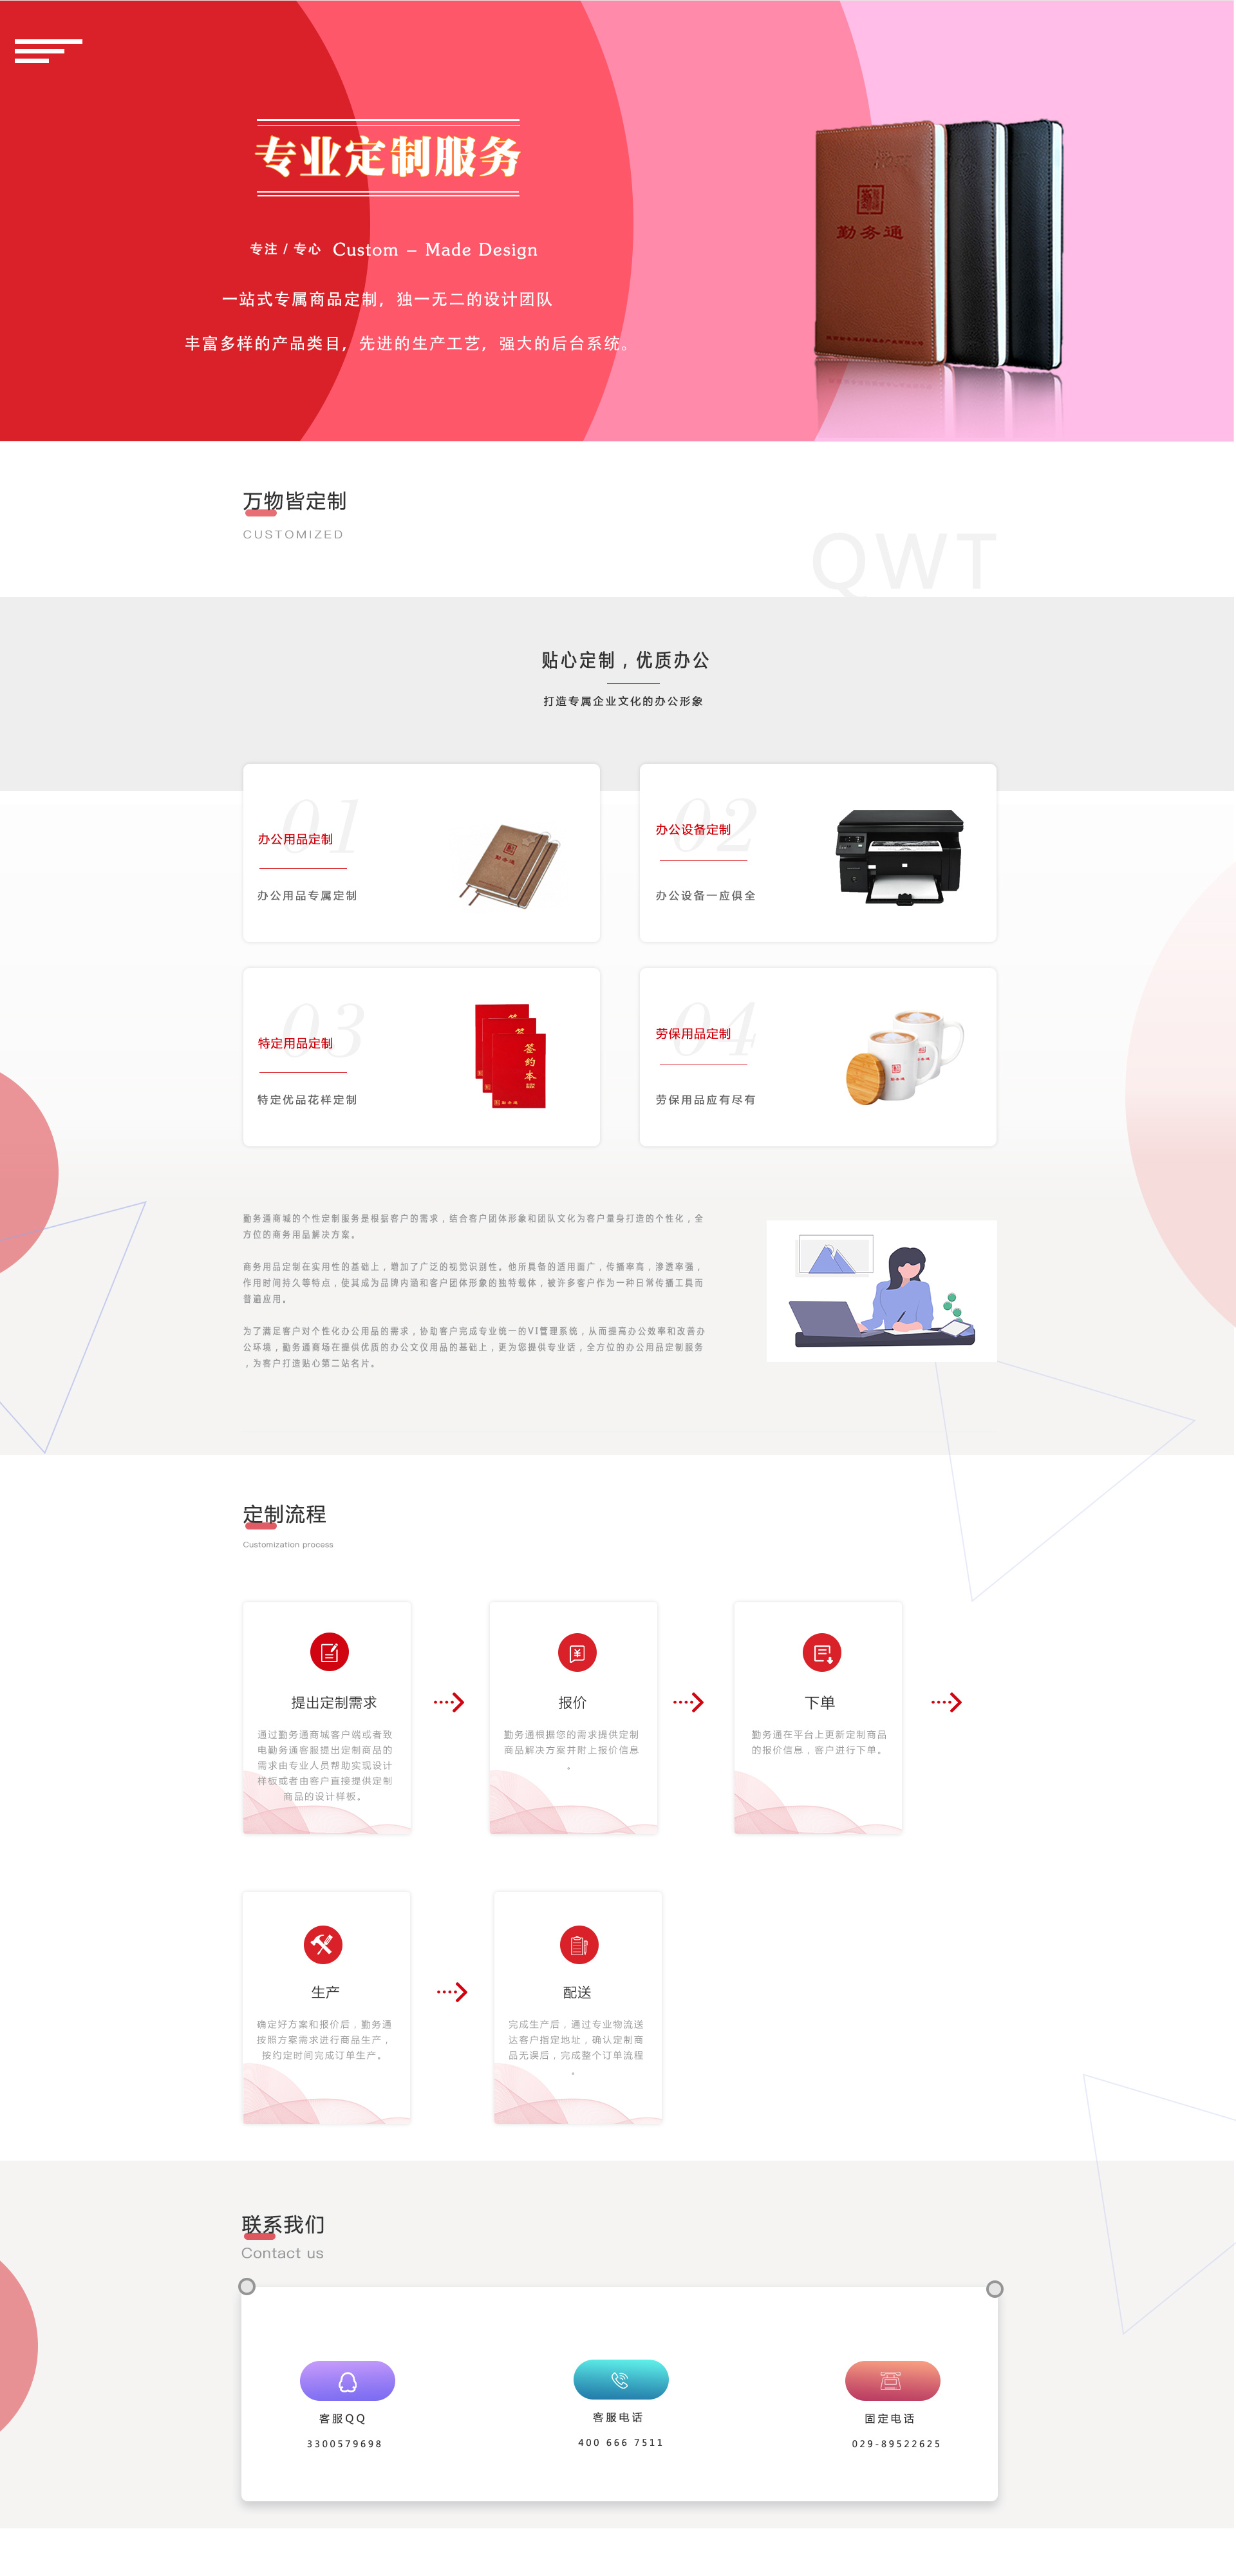 专业定制服务
专注 / 专心 Custom – Made Design
一站式专属商品定制，独一无二的设计团队
丰富多样的产品类目，先进的生产工艺，强大的后台系统。
勤务通
万物皆定制
CUSTOMIZED
QWT
贴心定制，优质办公
打造专属企业文化的办公形象
01
办公用品定制
办公用品专属定制
勤务通
02
办公设备定制
办公设备一应俱全
03
特定用品定制
特定优品花样定制
签约本
勤务通
04
劳保用品定制
劳保用品应有尽有
勤务通
勤务通商城的个性定制服务是根据客户的需求，结合客户团体形象和团队文化为客户量身打造的个性化，全
方位的商务用品解决方案。
商务用品定制在实用性的基础上，增加了广泛的视觉识别性。他所具备的适用面广，传播率高，渗透率强，
作用时间持久等特点，使其成为品牌内涵和客户团体形象的独特载体，被许多客户作为一种日常传播工具而
普遍应用。
为了满足客户对个性化办公用品的需求，协助客户完成专业统一的VI管理系统，从而提高办公效率和改善办
公环境，勤务通商场在提供优质的办公文仪用品的基础上，更为您提供专业话，全方位的办公用品定制服务
，为客户打造贴心第二站名片。
定制流程
Customization process
提出定制需求
通过勤务通商城客户端或者致
电勤务通客服提出定制商品的
需求由专业人员帮助实现设计
样板或者由客户直接提供定制
商品的设计样板。
报价
勤务通根据您的需求提供定制
商品解决方案并附上报价信息
。
下单
勤务通在平台上更新定制商品
的报价信息，客户进行下单。
生产
确定好方案和报价后，勤务通
按照方案需求进行商品生产，
按约定时间完成订单生产。
配送
完成生产后，通过专业物流送
达客户指定地址，确认定制商
品无误后，完成整个订单流程
。
联系我们
Contact us
客服QQ
3300579698
客服电话
400 666 7511
固定电话
029-89522625